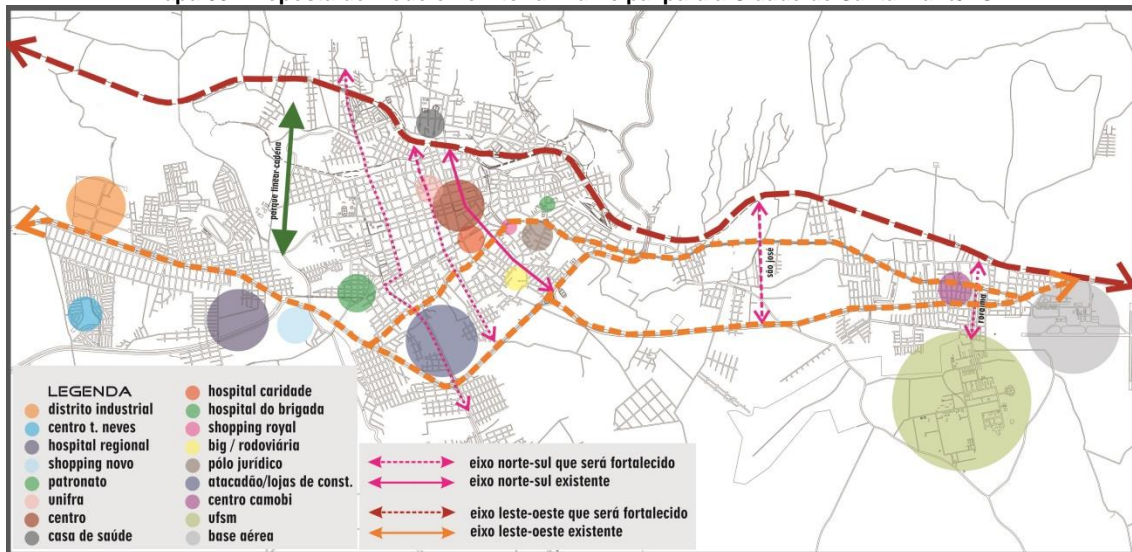 parque linear cadena
são josé
LEGENDA
distrito industrial
centro t. neves
hospital regional
shopping novo
patronato
unifra
centro
casa de saúde
hospital caridade
hospital do brigada
shopping royal
big / rodoviária
pólo jurídico
atacadão/lojas de const.
centro camobi
ufsm
base aérea
eixo norte-sul que será fortalecido
eixo norte-sul existente
eixo leste-oeste que será fortalecido
eixo leste-oeste existente